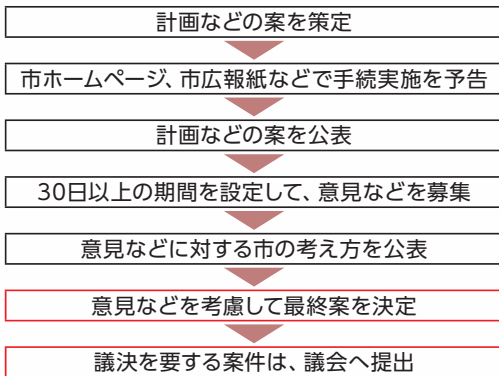 計画などの案を策定
市ホームページ、市広報紙などで手続実施を予告
計画などの案を公表
30日以上の期間を設定して、意見などを募集
意見などに対する市の考え方を公表
意見などを考慮して最終案を決定
議決を要する案件は、議会へ提出